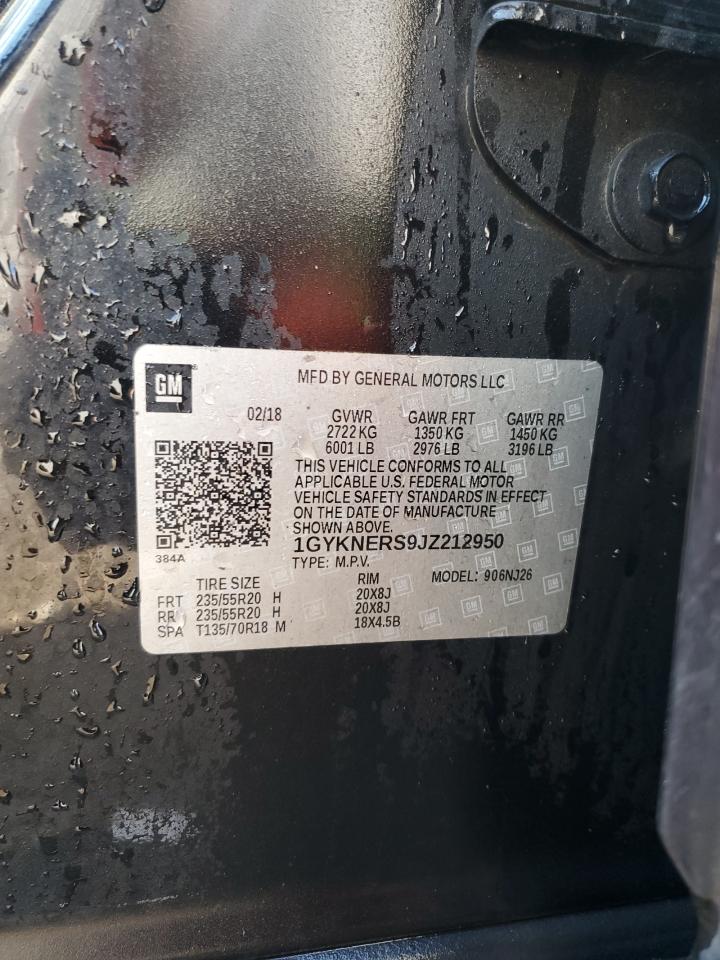 GM
MFD BY GENERAL MOTORS LLC
02/18 GVWR GAWR FRT GAWR RR
2722 KG 1350 KG 1450 KG
6001 LB 2976 LB 3196 LB
THIS VEHICLE CONFORMS TO ALL
APPLICABLE U.S. FEDERAL MOTOR
VEHICLE SAFETY STANDARDS IN EFFECT
ON THE DATE OF MANUFACTURE
SHOWN ABOVE.
1GYKNERS9JZ212950
384A
TYPE: M.P.V.
TIRE SIZE RIM MODEL: 906NJ26
FRT 235/55R20 H 20X8J
RR 235/55R20 H 20X8J
SPA T135/70R18 M 18X4.5B